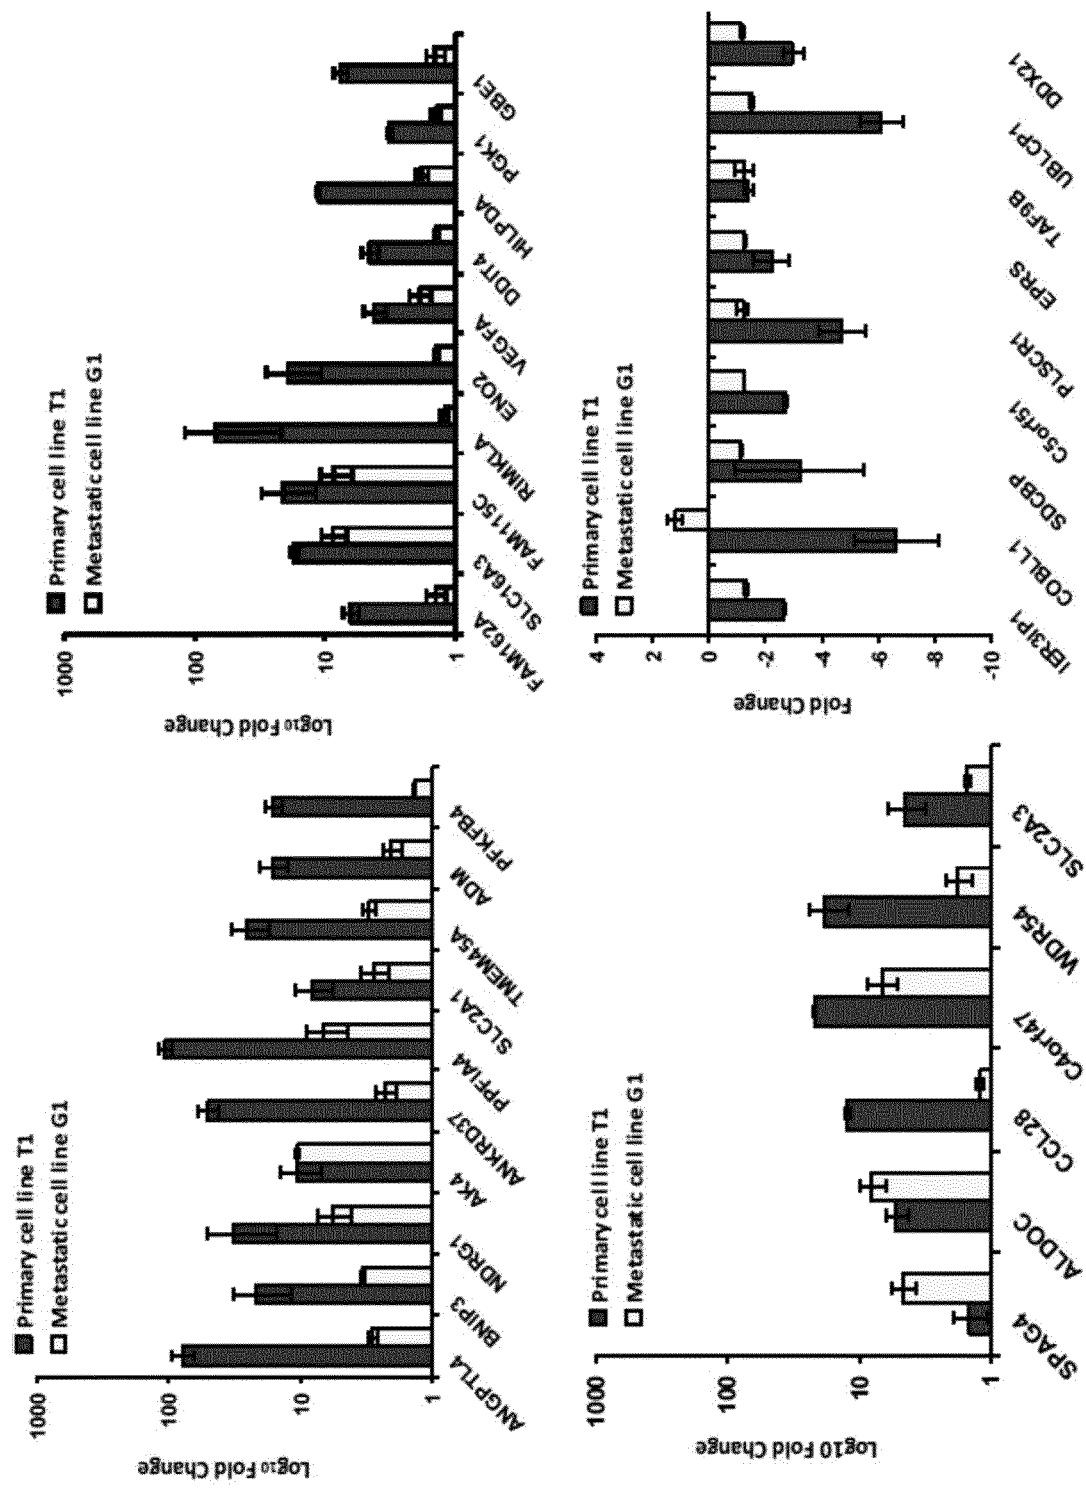 Primary cell line T1
Metastatic cell line G1
Log10 Fold Change
1000
100
10
1
ANGPTL4
BNIP3
NDRG1
AK4
ANKRD37
PPFIA4
SLC2A1
TMEM45A
ADM
PFKFB4
Primary cell line T1
Metastatic cell line G1
Log10 Fold Change
1000
100
10
1
FAM162A
SLC16A3
FAM115C
RIMKLA
ENO2
VEGFA
DDIT4
HILPDA
PGK1
GBE1
Primary cell line T1
Metastatic cell line G1
Log10 Fold Change
1000
100
10
1
SPAG4
ALDOC
CCL28
C4orf47
WDR54
SLC2A3
Primary cell line T1
Metastatic cell line G1
Fold Change
4
2
0
-2
-4
-6
-8
-10
IER3IP1
COBLL1
SDCBP
C5orf51
PLSCR1
EPRS
TAF9B
UBLCP1
DDX21